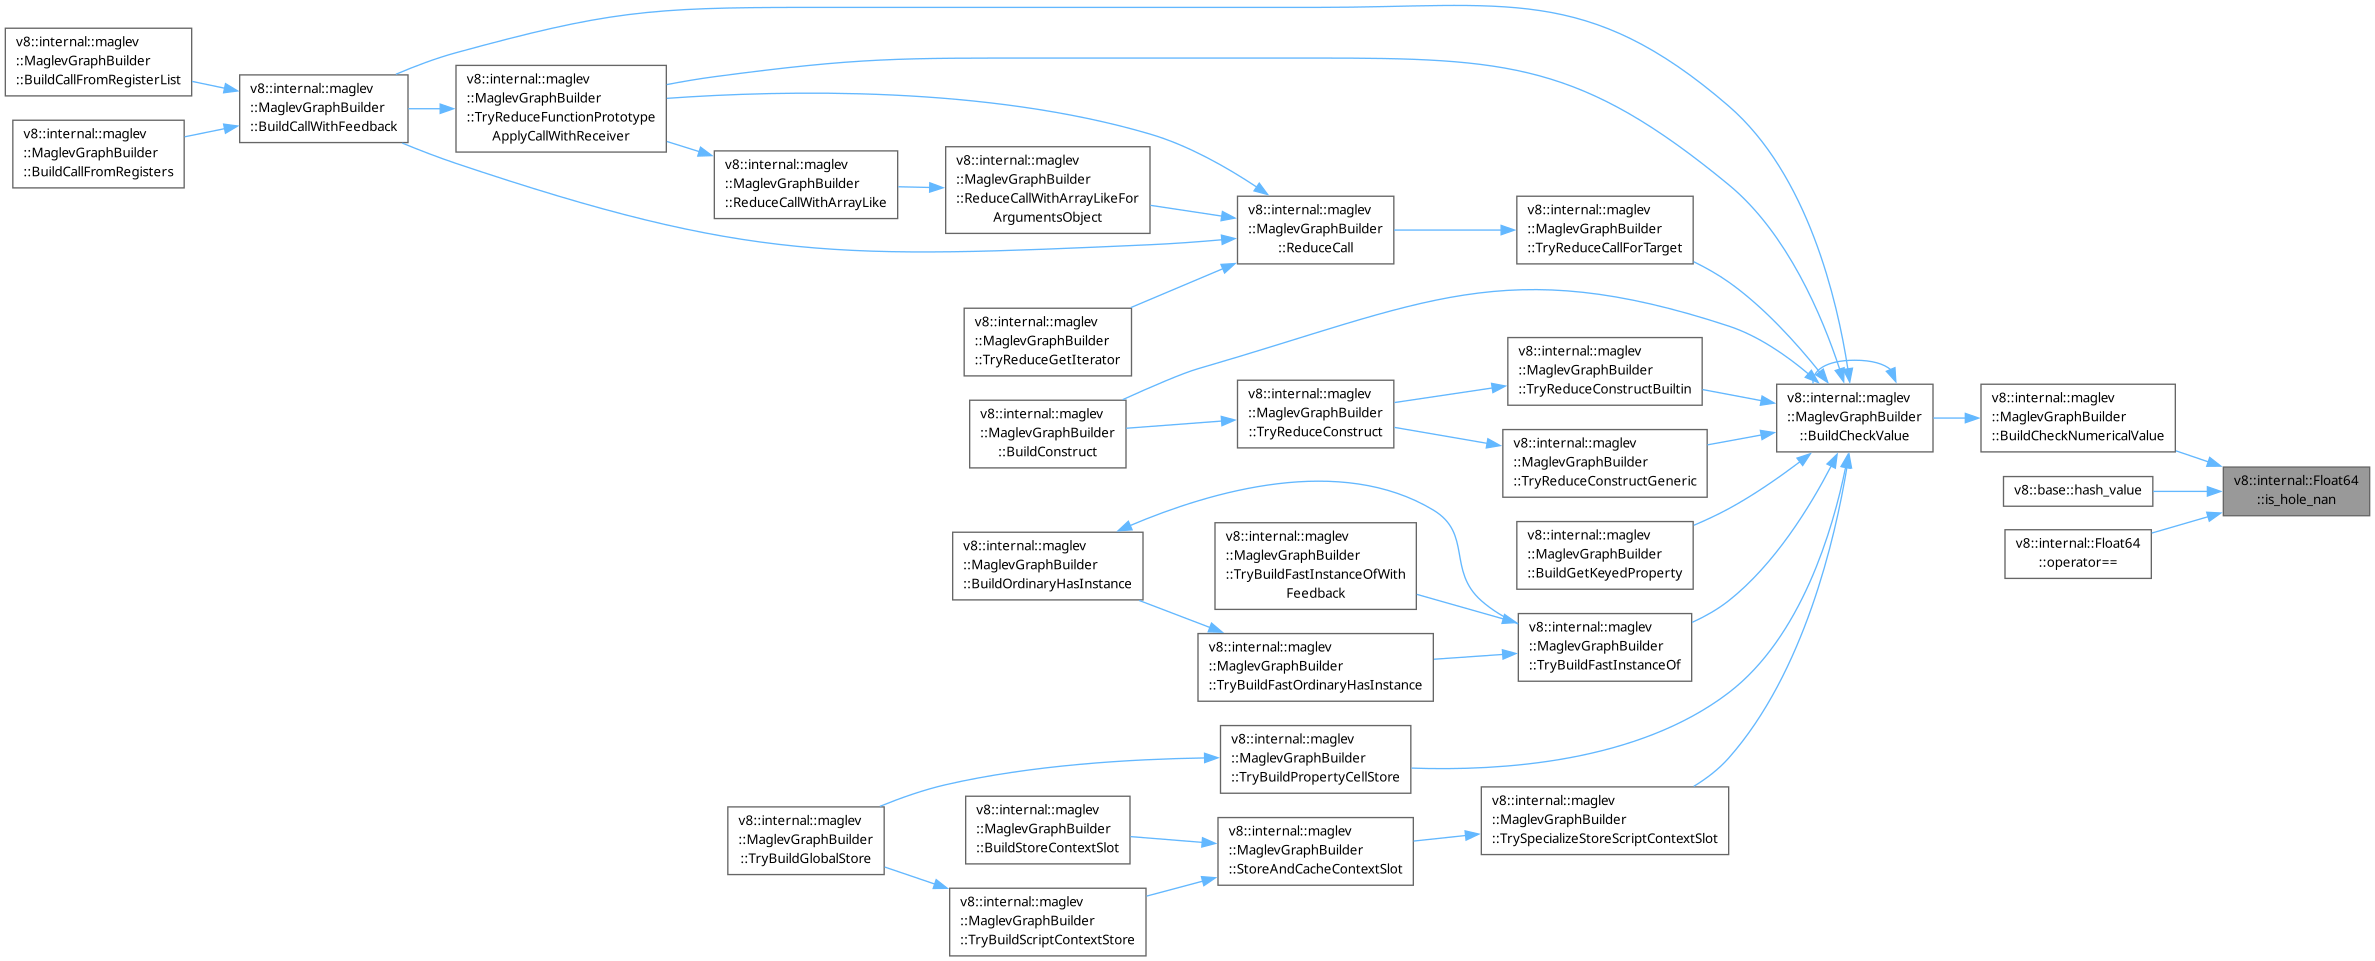 v8::internal::maglev
::MaglevGraphBuilder
::BuildCallFromRegisterList
v8::internal::maglev
::MaglevGraphBuilder
::BuildCallFromRegisters
v8::internal::maglev
::MaglevGraphBuilder
::BuildCallWithFeedback
v8::internal::maglev
::MaglevGraphBuilder
::TryReduceFunctionPrototype
ApplyCallWithReceiver
v8::internal::maglev
::MaglevGraphBuilder
::ReduceCallWithArrayLike
v8::internal::maglev
::MaglevGraphBuilder
::ReduceCallWithArrayLikeFor
ArgumentsObject
v8::internal::maglev
::MaglevGraphBuilder
::ReduceCall
v8::internal::maglev
::MaglevGraphBuilder
::TryReduceCallForTarget
v8::internal::maglev
::MaglevGraphBuilder
::TryReduceGetIterator
v8::internal::maglev
::MaglevGraphBuilder
::BuildConstruct
v8::internal::maglev
::MaglevGraphBuilder
::TryReduceConstruct
v8::internal::maglev
::MaglevGraphBuilder
::TryReduceConstructBuiltin
v8::internal::maglev
::MaglevGraphBuilder
::TryReduceConstructGeneric
v8::internal::maglev
::MaglevGraphBuilder
::BuildCheckValue
v8::internal::maglev
::MaglevGraphBuilder
::BuildCheckNumericalValue
v8::internal::Float64
::is_hole_nan
v8::base::hash_value
v8::internal::Float64
::operator==
v8::internal::maglev
::MaglevGraphBuilder
::BuildGetKeyedProperty
v8::internal::maglev
::MaglevGraphBuilder
::BuildOrdinaryHasInstance
v8::internal::maglev
::MaglevGraphBuilder
::TryBuildFastInstanceOfWith
Feedback
v8::internal::maglev
::MaglevGraphBuilder
::TryBuildFastOrdinaryHasInstance
v8::internal::maglev
::MaglevGraphBuilder
::TryBuildFastInstanceOf
v8::internal::maglev
::MaglevGraphBuilder
::TryBuildPropertyCellStore
v8::internal::maglev
::MaglevGraphBuilder
::TryBuildGlobalStore
v8::internal::maglev
::MaglevGraphBuilder
::BuildStoreContextSlot
v8::internal::maglev
::MaglevGraphBuilder
::StoreAndCacheContextSlot
v8::internal::maglev
::MaglevGraphBuilder
::TrySpecializeStoreScriptContextSlot
v8::internal::maglev
::MaglevGraphBuilder
::TryBuildScriptContextStore